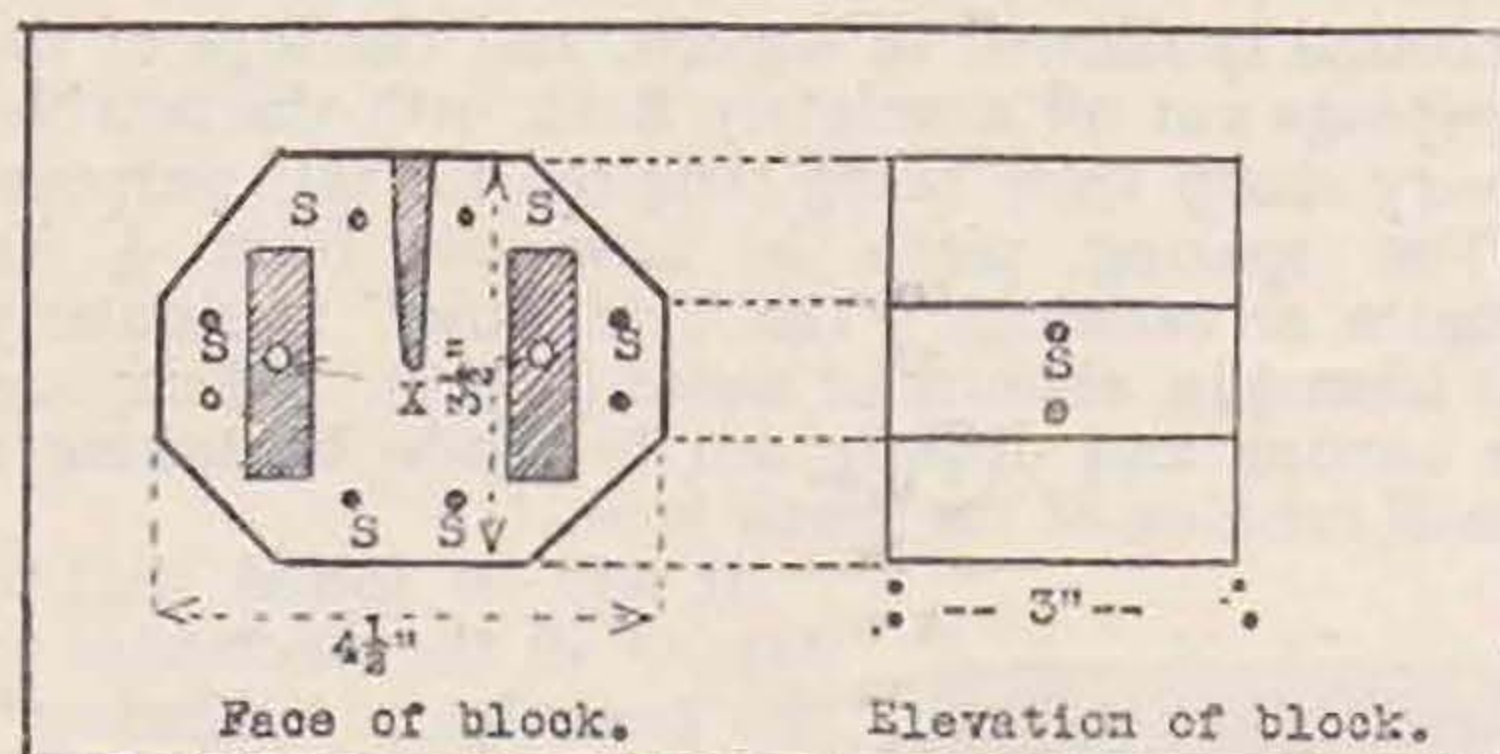 S S
S S S
X 3½"
S S
4½" -- 3"--
Face of block. Elevation of block.